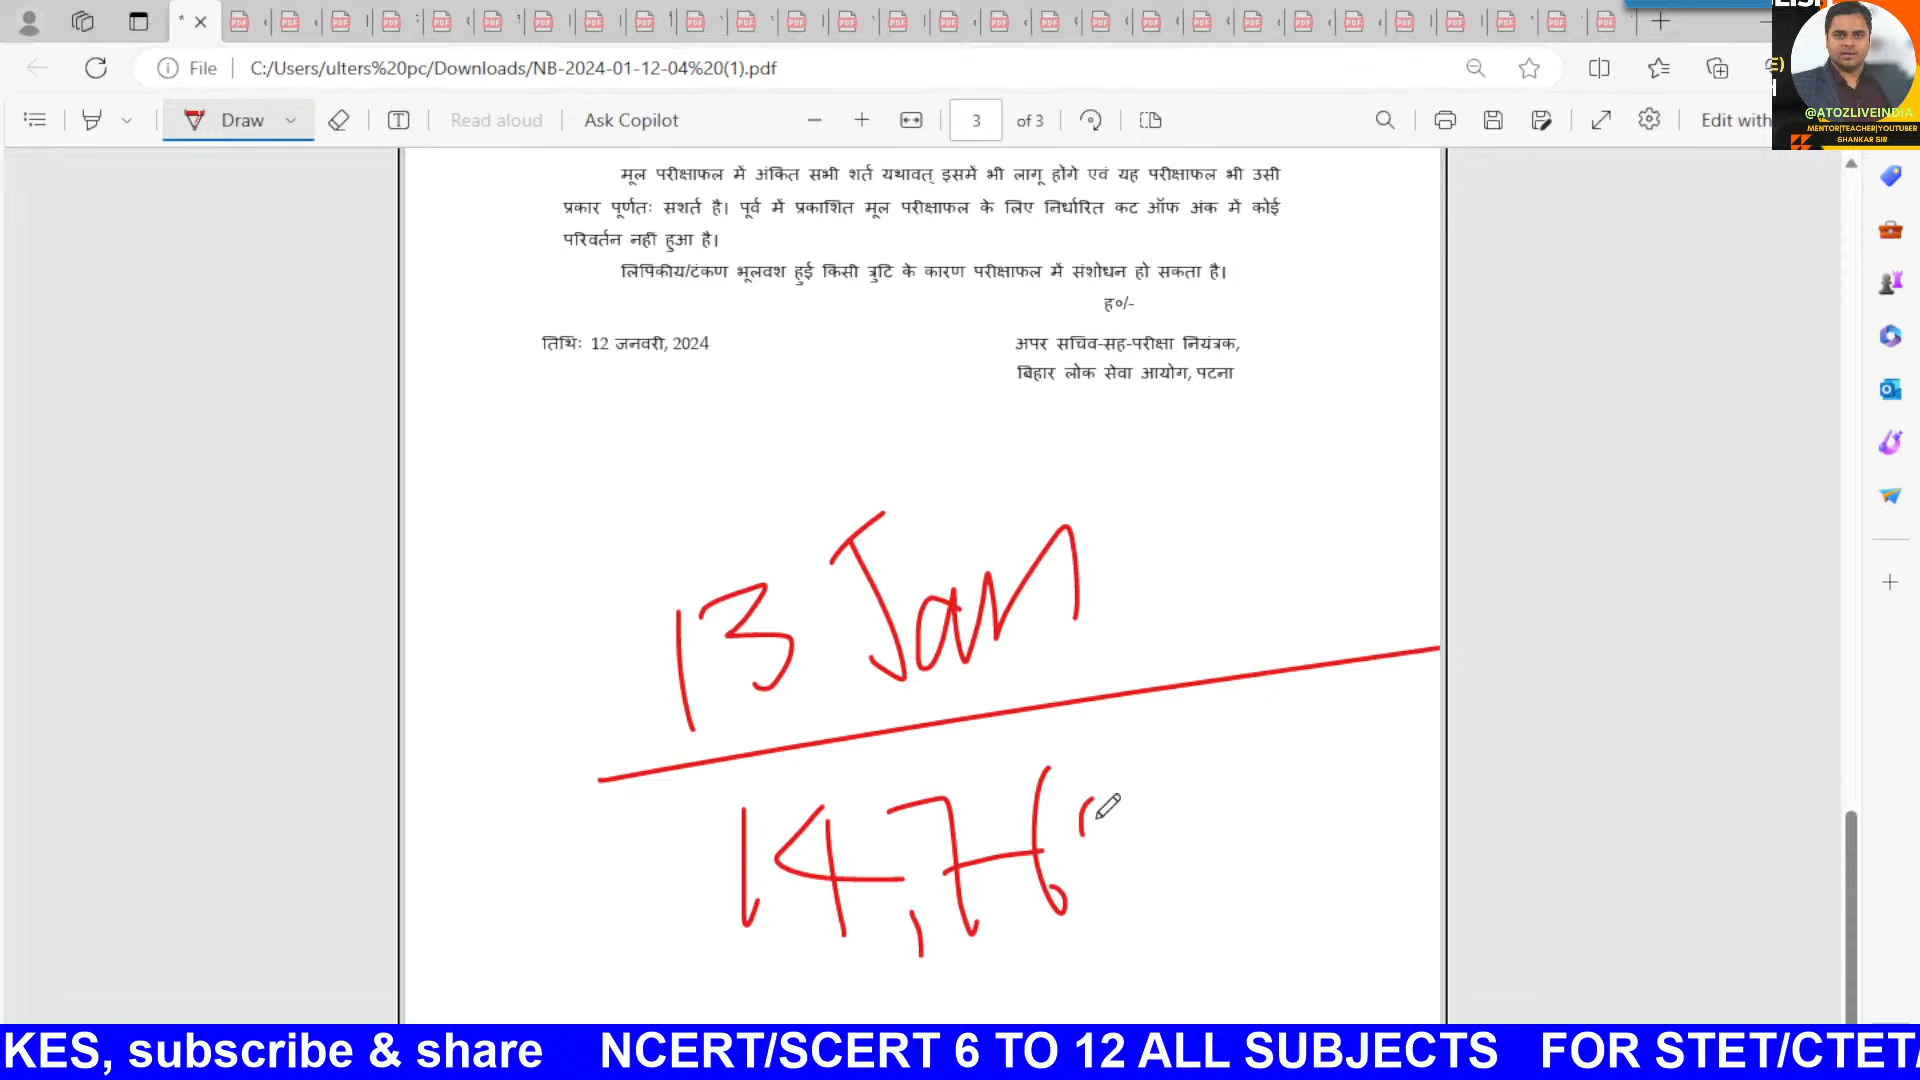 File C:/Users/ulters%20pc/Downloads/NB-2024-01-12-04%20(1).pdf
Draw Read aloud Ask Copilot 3 of 3 Edit with
@ATOZLIVEINDIA
MENTOR|TEACHER|YOUTUBER
SHANKAR SIR
मूल परीक्षाफल में अंकित सभी शर्त यथावत् इसमें भी लागू होंगे एवं यह परीक्षाफल भी उसी
प्रकार पूर्णतः सशर्त है। पूर्व में प्रकाशित मूल परीक्षाफल के लिए निर्धारित कट ऑफ अंक में कोई
परिवर्तन नहीं हुआ है।
लिपिकीय/टंकण भूलवश हुई किसी त्रुटि के कारण परीक्षाफल में संशोधन हो सकता है।
ह०/-
तिथिः 12 जनवरी, 2024
अपर सचिव-सह-परीक्षा नियंत्रक,
बिहार लोक सेवा आयोग, पटना
13 Jan
14,76
KES, subscribe & share NCERT/SCERT 6 TO 12 ALL SUBJECTS FOR STET/CTET/